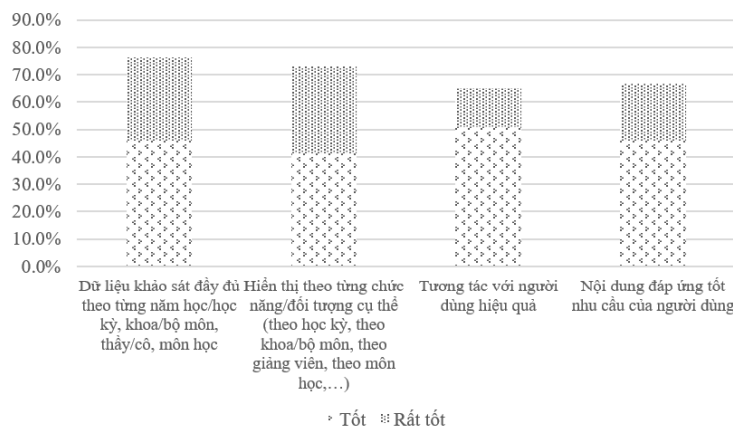 90.0%
80.0%
70.0%
60.0%
50.0%
40.0%
30.0%
20.0%
10.0%
0.0%
Dữ liệu khảo sát đầy đủ
theo từng năm học/học
kỳ, khoa/bộ môn,
thầy/cô, môn học
Hiển thị theo từng chức
năng/đối tượng cụ thể
(theo học kỳ, theo
khoa/bộ môn, theo
giảng viên, theo môn
học,…)
Tương tác với người
dùng hiệu quả
Nội dung đáp ứng tốt
nhu cầu của người dùng
Tốt
Rất tốt